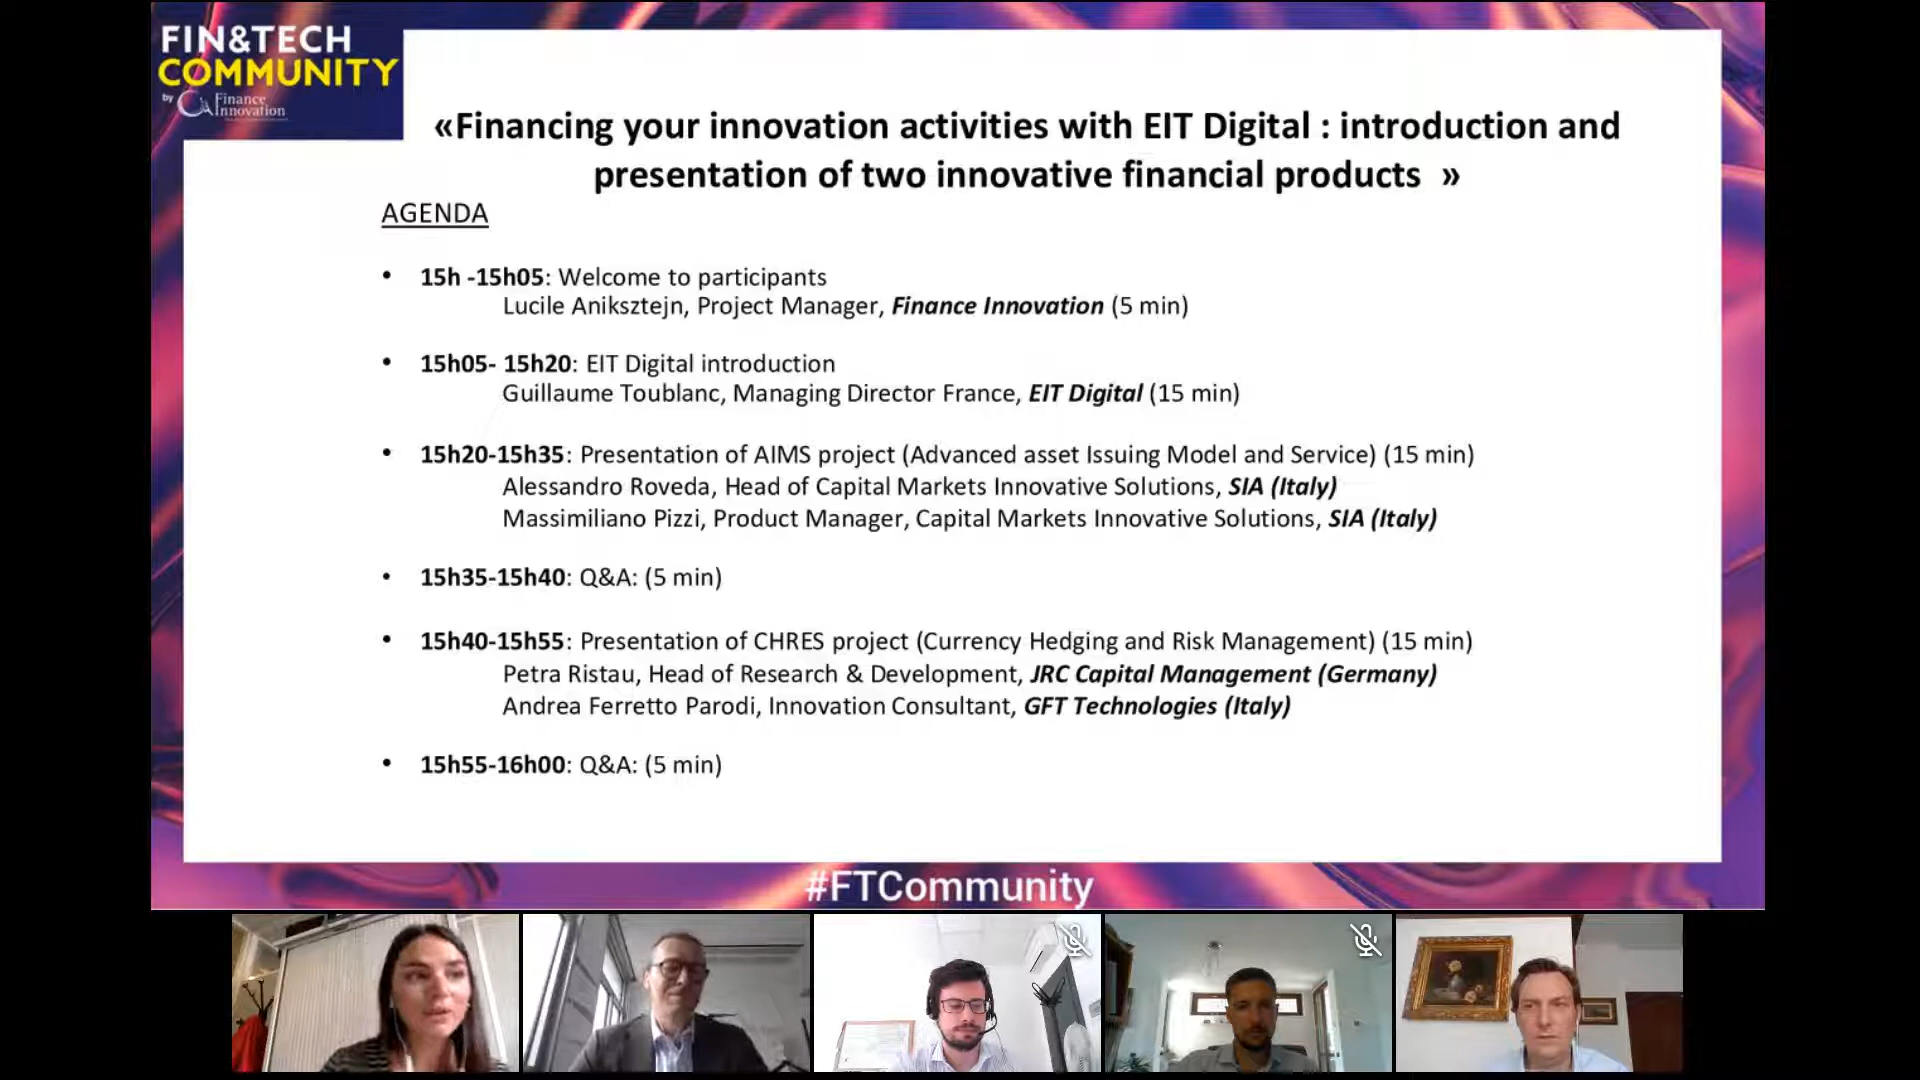 FIN&TECH
COMMUNITY
by Finance
Innovation
«Financing your innovation activities with EIT Digital : introduction and
presentation of two innovative financial products »
AGENDA
• 15h -15h05: Welcome to participants
Lucile Aniksztejn, Project Manager, Finance Innovation (5 min)
• 15h05- 15h20: EIT Digital introduction
Guillaume Toublanc, Managing Director France, EIT Digital (15 min)
• 15h20-15h35: Presentation of AIMS project (Advanced asset Issuing Model and Service) (15 min)
Alessandro Roveda, Head of Capital Markets Innovative Solutions, SIA (Italy)
Massimiliano Pizzi, Product Manager, Capital Markets Innovative Solutions, SIA (Italy)
• 15h35-15h40: Q&A: (5 min)
• 15h40-15h55: Presentation of CHRES project (Currency Hedging and Risk Management) (15 min)
Petra Ristau, Head of Research & Development, JRC Capital Management (Germany)
Andrea Ferretto Parodi, Innovation Consultant, GFT Technologies (Italy)
• 15h55-16h00: Q&A: (5 min)
#FTCommunity